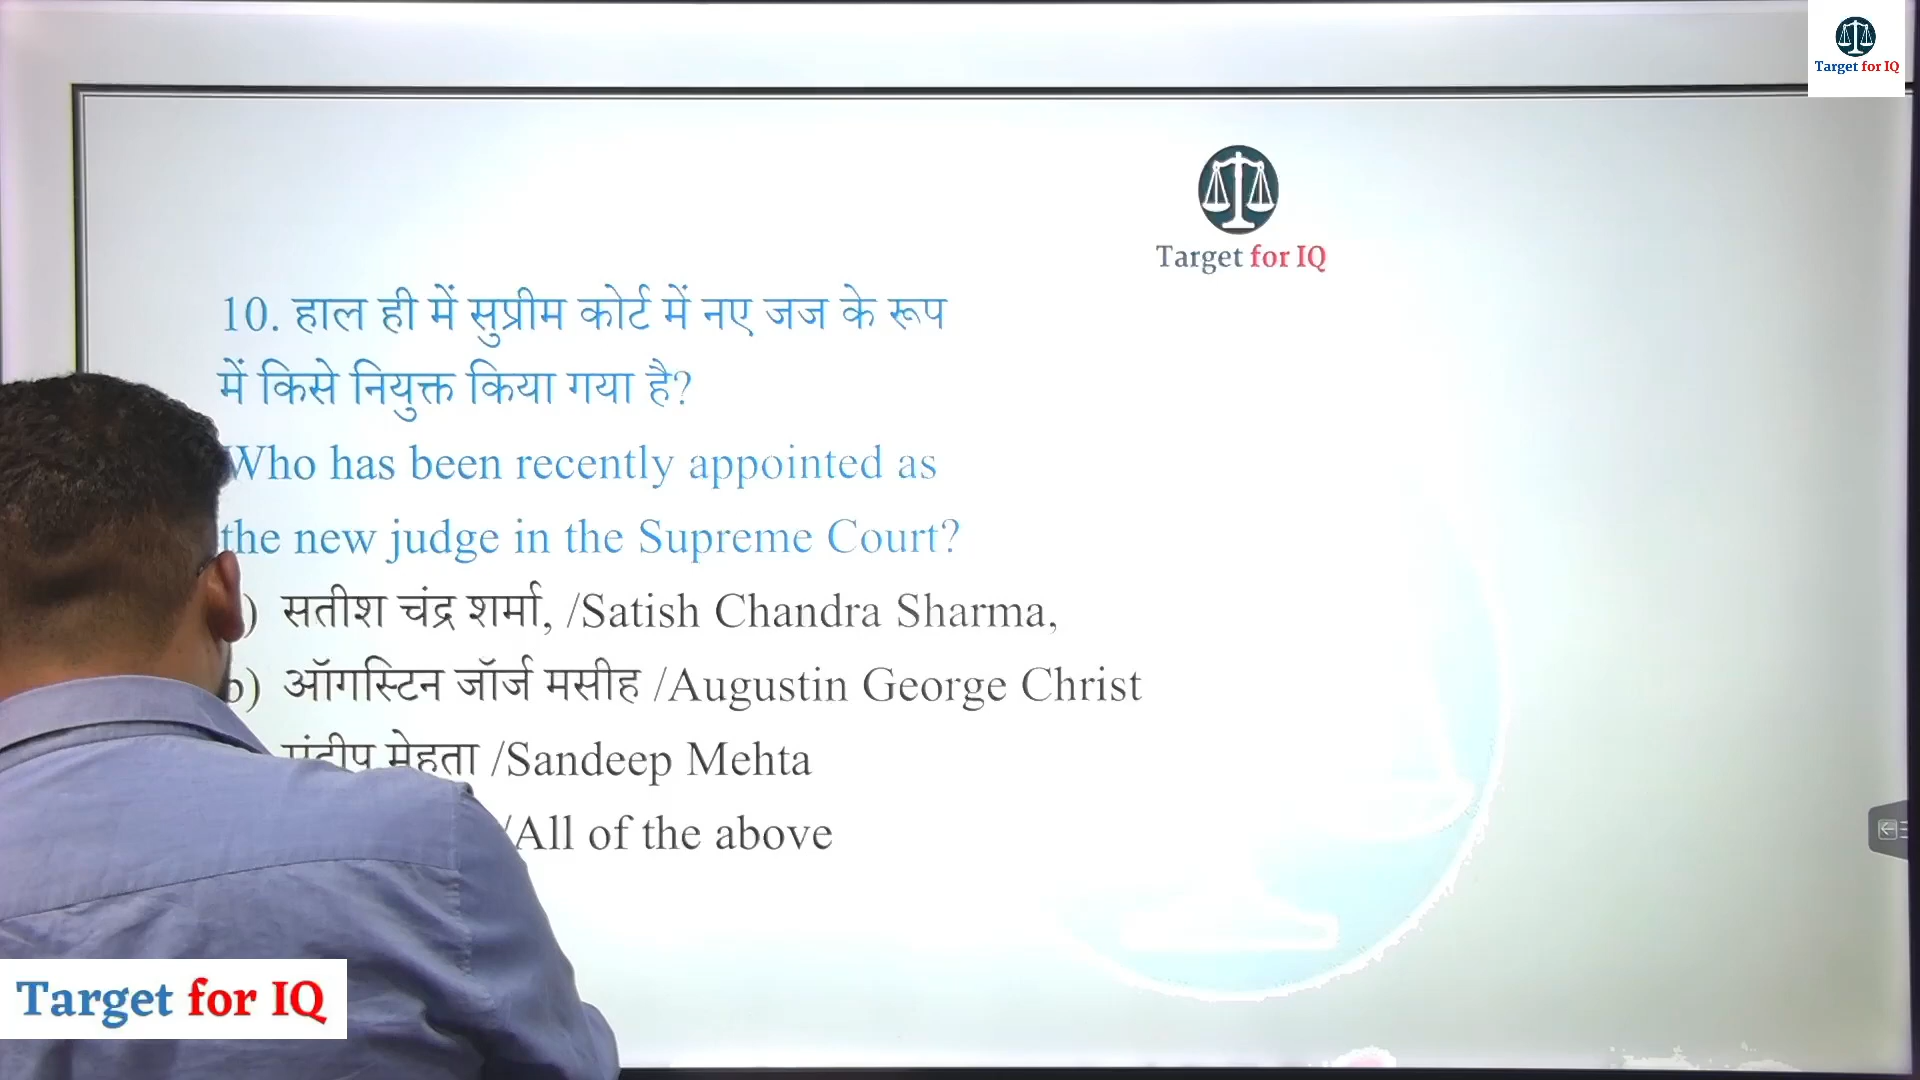 Target for IQ
Target for IQ
10. हाल ही में सुप्रीम कोर्ट में नए जज के रूप
में किसे नियुक्त किया गया है?
Who has been recently appointed as
the new judge in the Supreme Court?
) सतीश चंद्र शर्मा, /Satish Chandra Sharma,
b) ऑगस्टिन जॉर्ज मसीह /Augustin George Christ
मेहता /Sandeep Mehta
/All of the above
Target for IQ